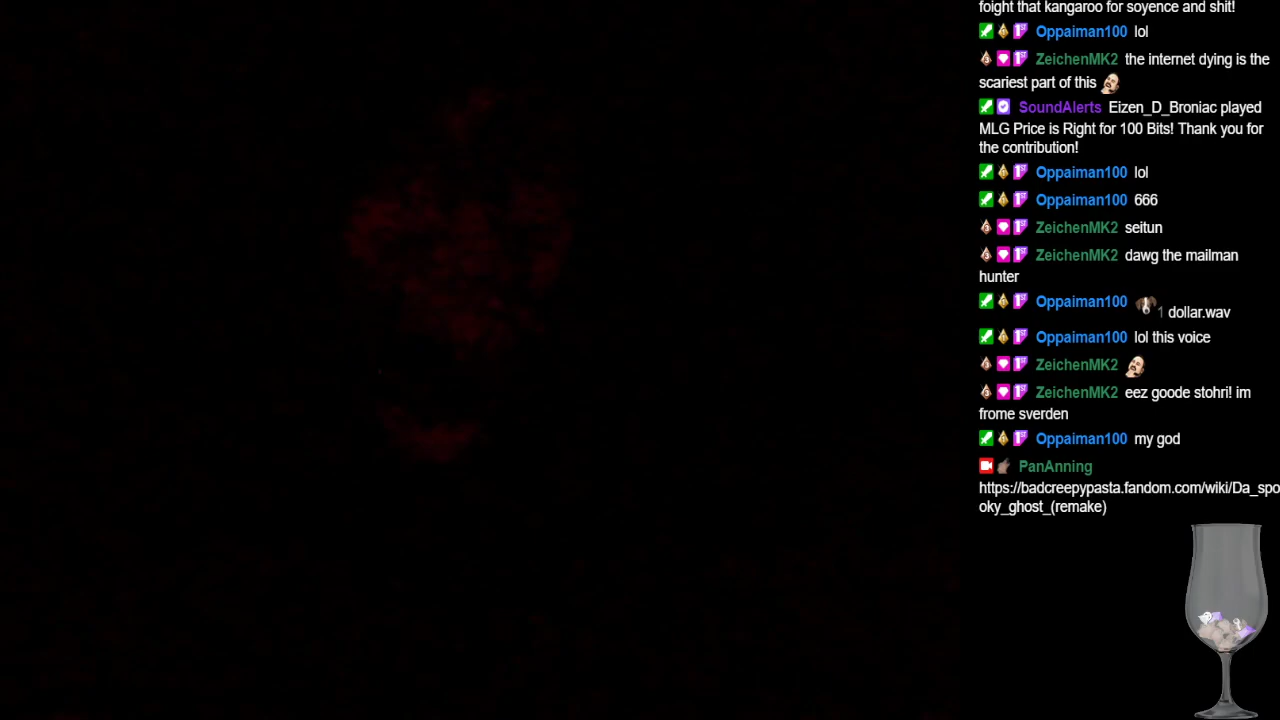 foight that kangaroo for soyence and shit!
Oppaiman100 lol
ZeichenMK2 the internet dying is the
scariest part of this
SoundAlerts Eizen_D_Broniac played
MLG Price is Right for 100 Bits! Thank you for
the contribution!
Oppaiman100 lol
Oppaiman100 666
ZeichenMK2 seitun
ZeichenMK2 dawg the mailman
hunter
Oppaiman100 1 dollar.wav
Oppaiman100 lol this voice
ZeichenMK2
ZeichenMK2 eez goode stohri! im
frome sverden
Oppaiman100 my god
PanAnning
https://badcreepypasta.fandom.com/wiki/Da_spo
oky_ghost_(remake)